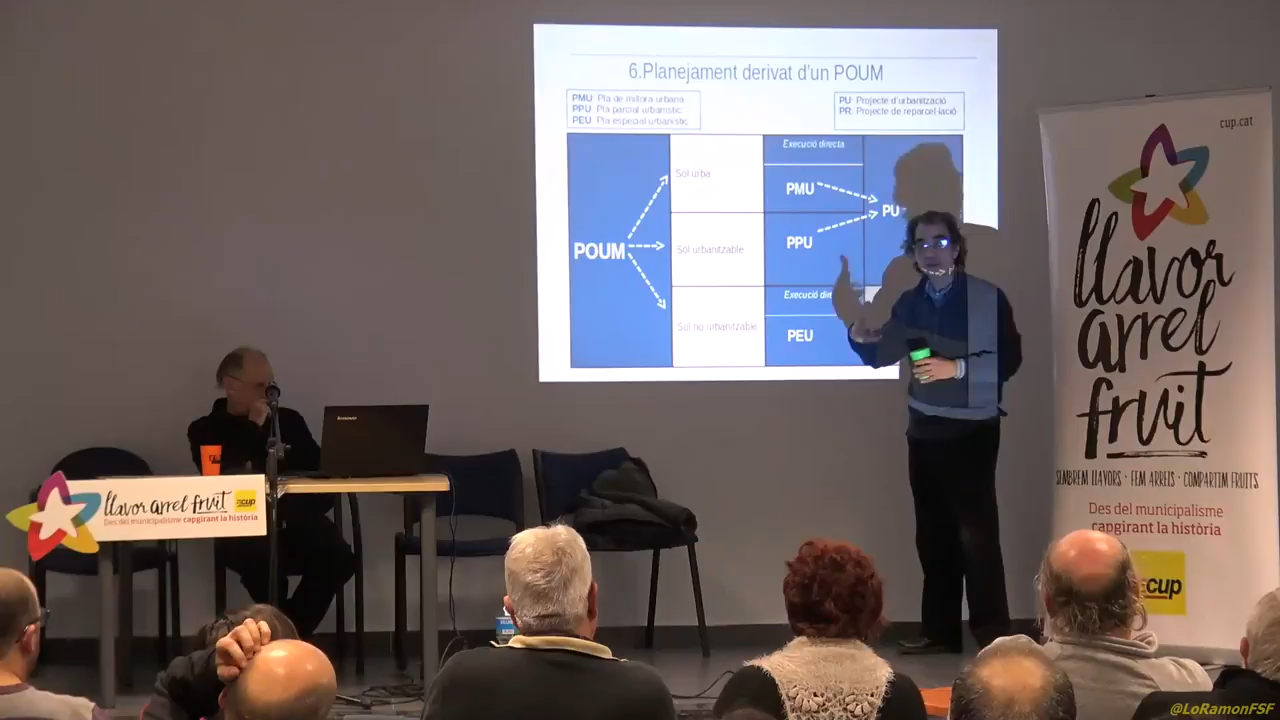 6.Planejament derivat d'un POUM
PMU: Pla de millora urbana
PPU: Pla parcial urbanístic
PEU: Pla especial urbanístic
PU: Projecte d'urbanització
PR: Projecte de reparcel·lació
Execució directa
Sòl urbà
PMU
PU
POUM
Sòl urbanitzable
PPU
Execució
Sòl no urbanitzable
PEU
cup.cat
llavor
arrel
fruit
SEMBREM LLAVORS · FEM ARRELS · COMPARTIM FRUITS
Des del municipalisme
capgirant la història
cup
lenovo
llavor arrel fruit
cup
Des del municipalisme capgirant la història
@LoRamonFSF